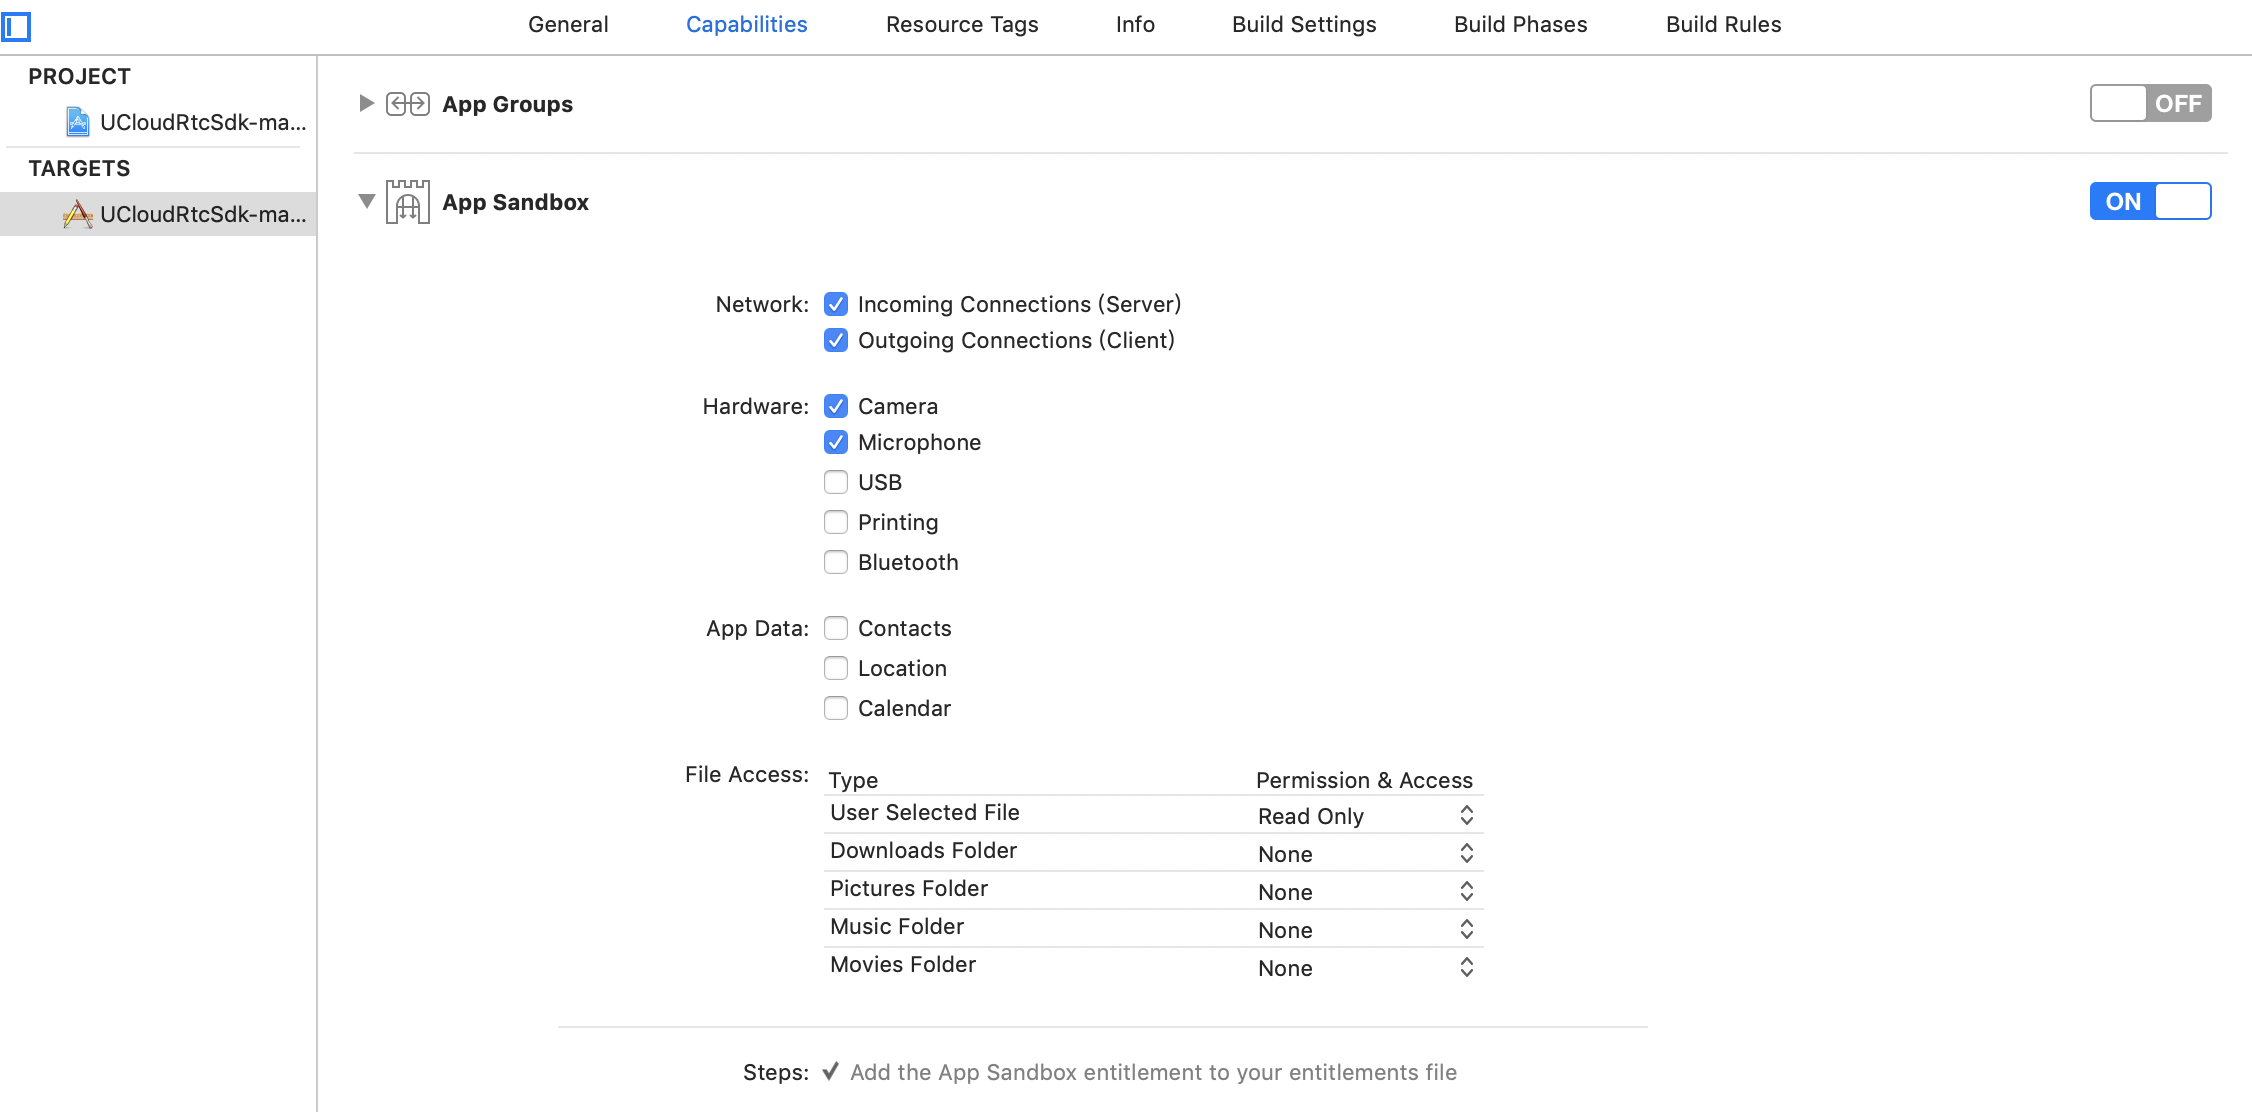 General Capabilities Resource Tags Info Build Settings Build Phases Build Rules
PROJECT
UCloudRtcSdk-ma...
TARGETS
UCloudRtcSdk-ma...
App Groups
OFF
App Sandbox
ON
Network: Incoming Connections (Server)
Outgoing Connections (Client)
Hardware: Camera
Microphone
USB
Printing
Bluetooth
App Data: Contacts
Location
Calendar
File Access: Type Permission & Access
User Selected File Read Only
Downloads Folder None
Pictures Folder None
Music Folder None
Movies Folder None
Steps: ✓ Add the App Sandbox entitlement to your entitlements file